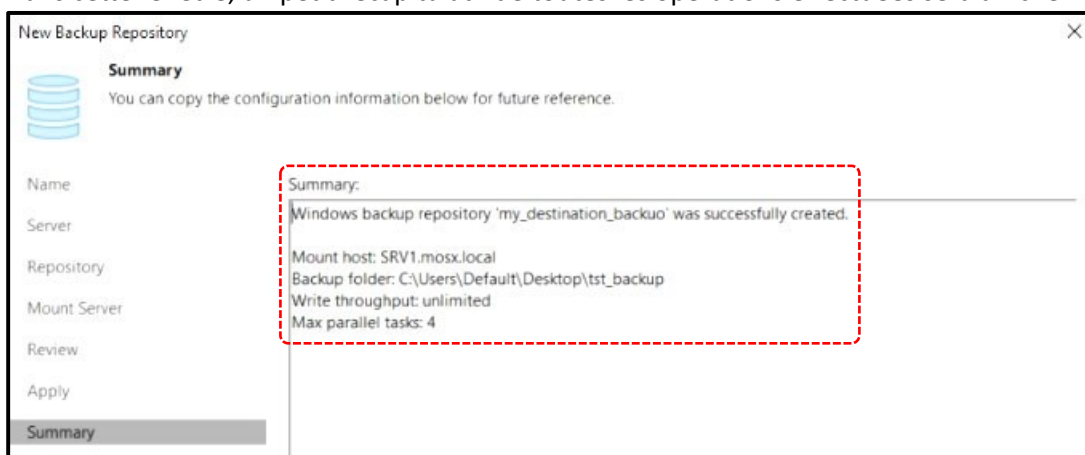 New Backup Repository
Summary
You can copy the configuration information below for future reference.
Name
Server
Repository
Mount Server
Review
Apply
Summary
Summary:
Windows backup repository 'my_destination_backuo' was successfully created.
Mount host: SRV1.mosx.local
Backup folder: C:\Users\Default\Desktop\tst_backup
Write throughput: unlimited
Max parallel tasks: 4